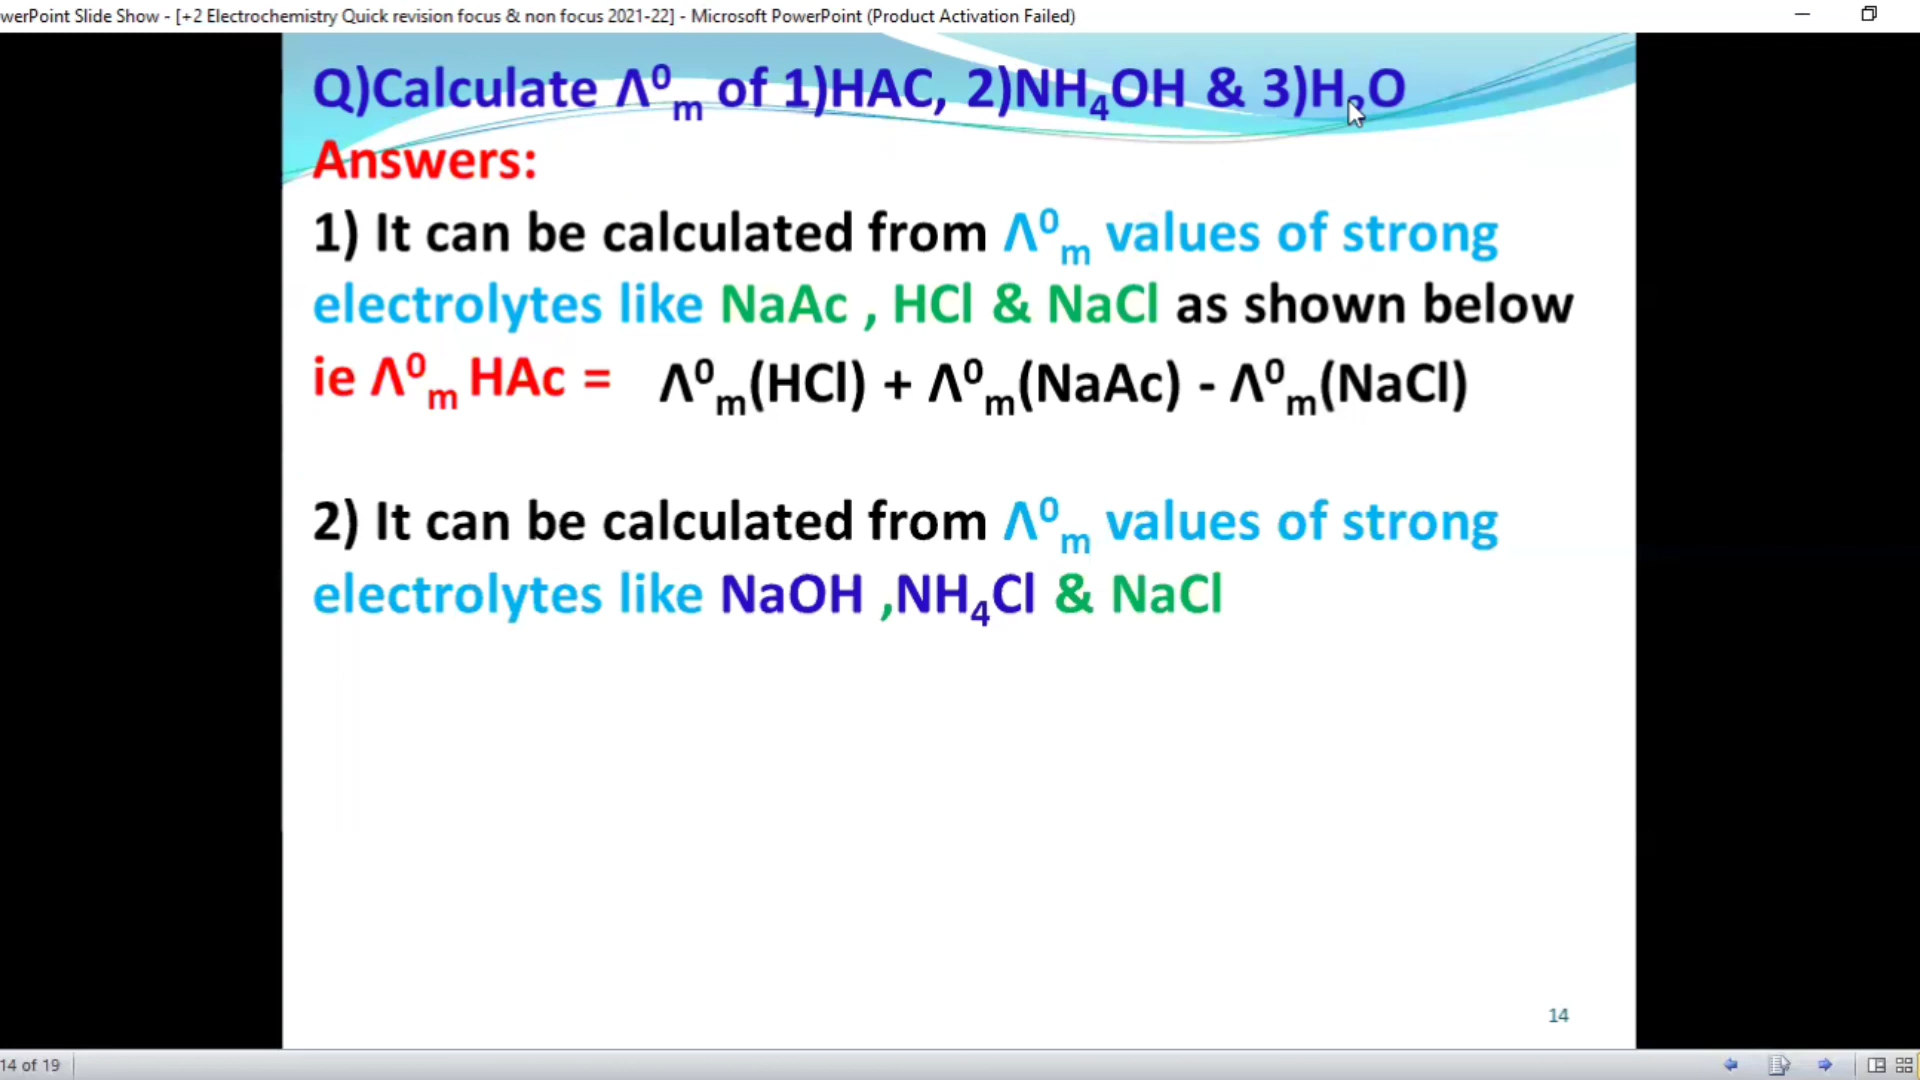 werPoint Slide Show - [+2 Electrochemistry Quick revision focus & non focus 2021-22] - Microsoft PowerPoint (Product Activation Failed)
Q)Calculate Λ⁰ₘ of 1)HAC, 2)NH₄OH & 3)H₂O
Answers:
1) It can be calculated from Λ⁰ₘ values of strong
electrolytes like NaAc , HCl & NaCl as shown below
ie Λ⁰ₘ HAc = Λ⁰ₘ(HCl) + Λ⁰ₘ(NaAc) - Λ⁰ₘ(NaCl)
2) It can be calculated from Λ⁰ₘ values of strong
electrolytes like NaOH ,NH₄Cl & NaCl
14
14 of 19